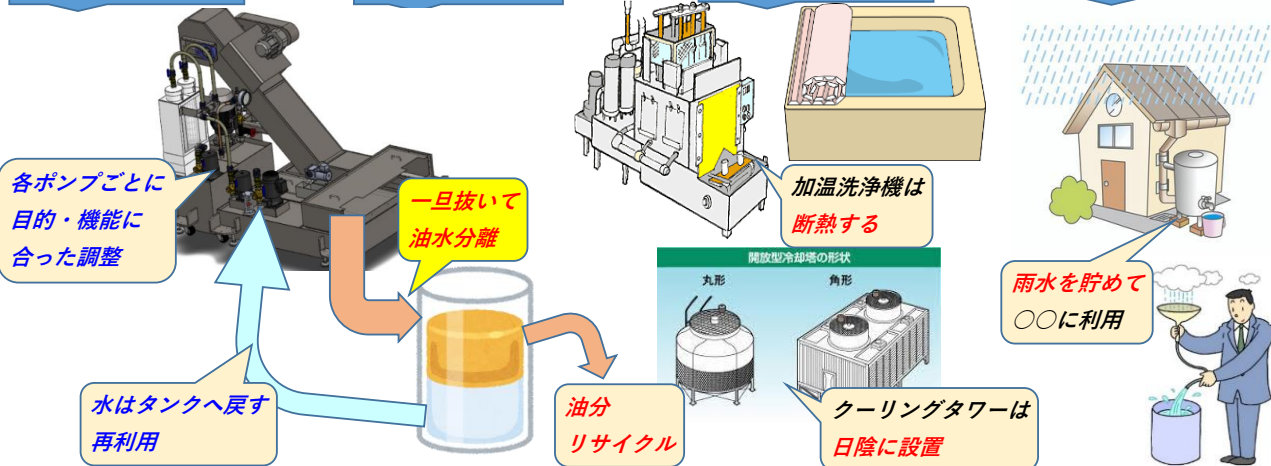 各ポンプごとに
目的・機能に
合った調整
一旦抜いて
油水分離
水はタンクへ戻す
再利用
油分
リサイクル
加温洗浄機は
断熱する
開放型冷却塔の形状
丸形
角形
クーリングタワーは
日陰に設置
雨水を貯めて
○○に利用